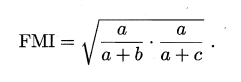 FMI = √(a/(a+b) · a/(a+c)) .